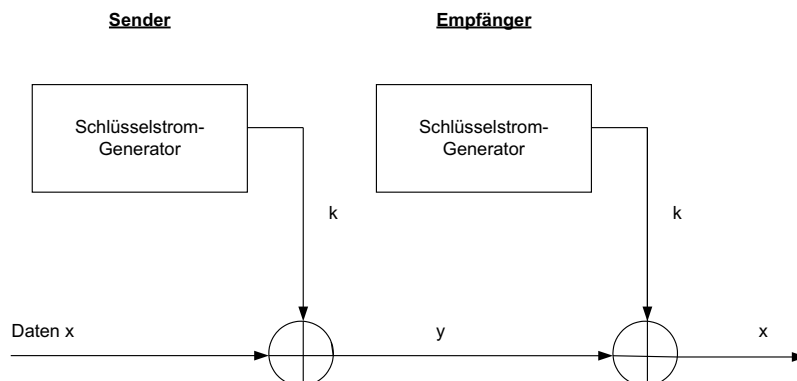 Sender
Empfänger
Schlüsselstrom-
Generator
Schlüsselstrom-
Generator
k
k
Daten x
y
x